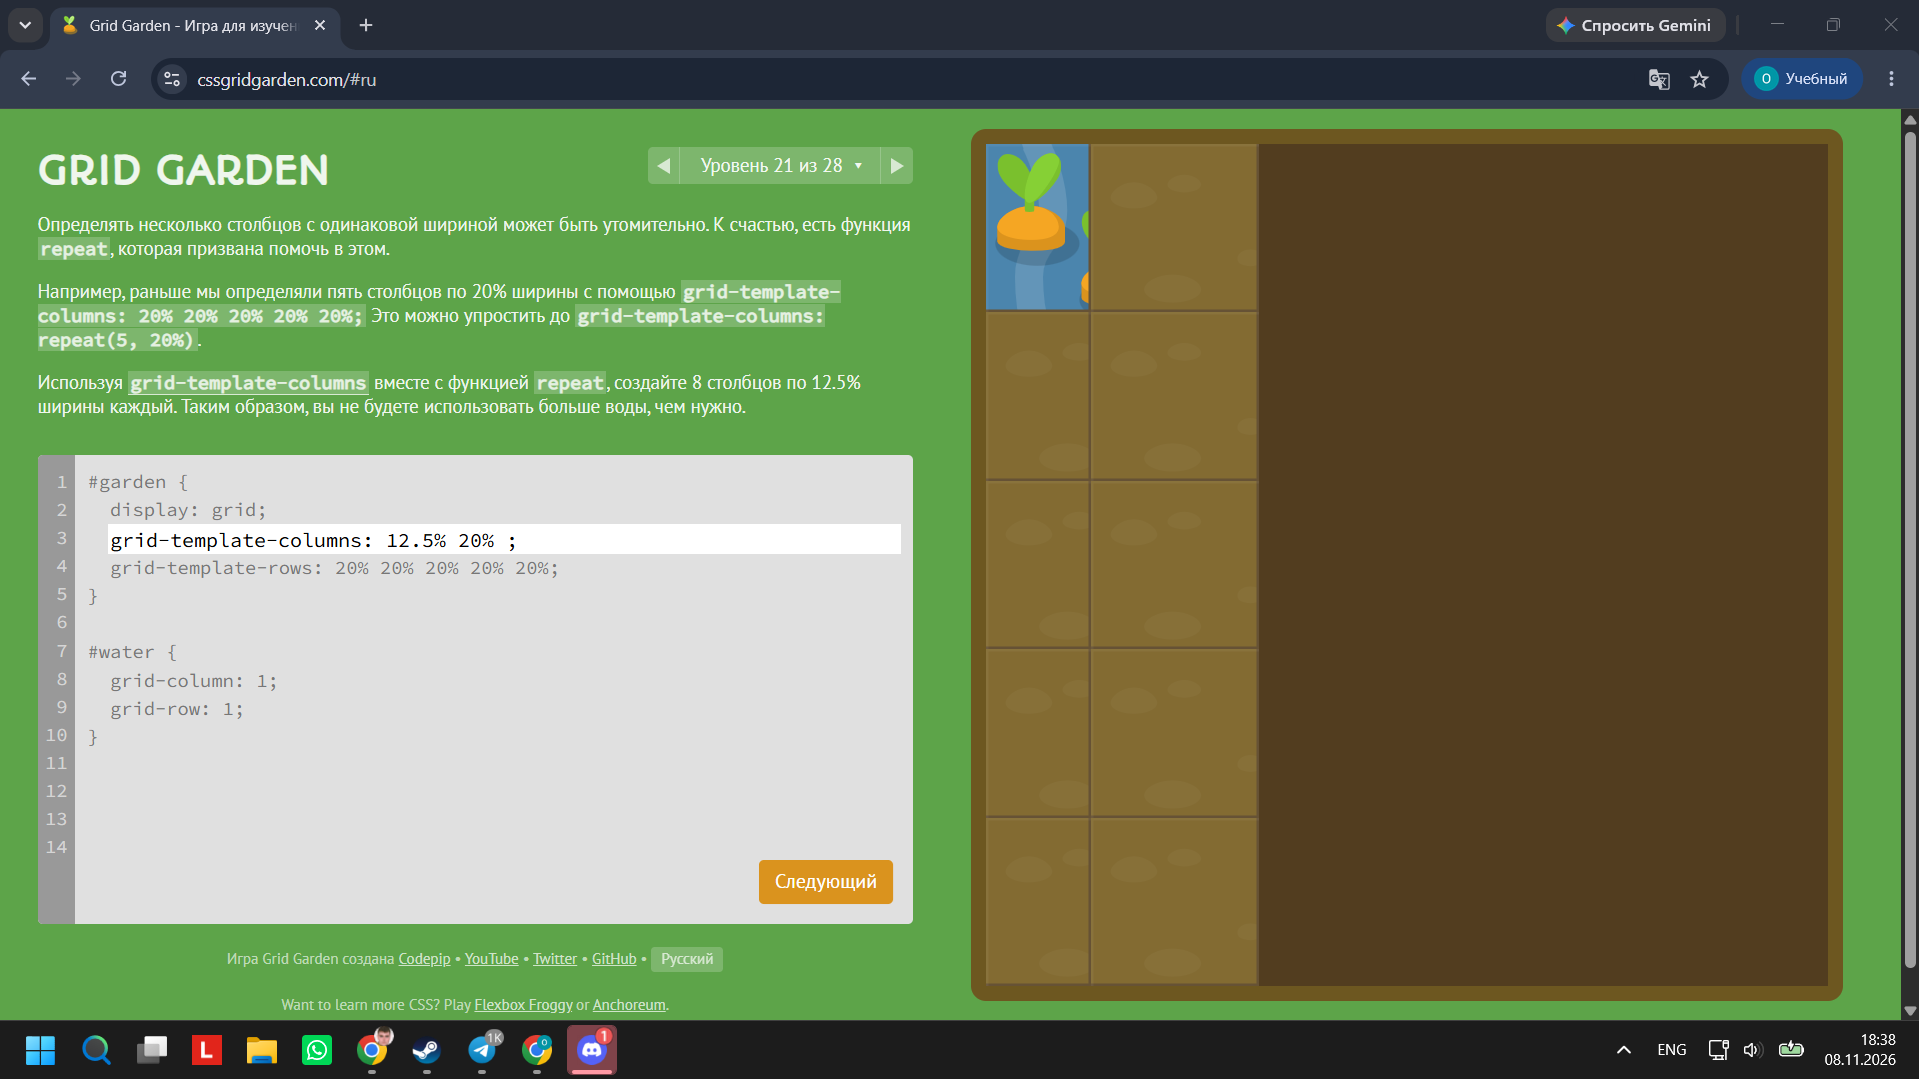 Grid Garden - Игра для изучен
Спросить Gemini
cssgridgarden.com/#ru
O Учебный
GRID GARDEN
Уровень 21 из 28
Определять несколько столбцов с одинаковой шириной может быть утомительно. К счастью, есть функция
repeat, которая призвана помочь в этом.
Например, раньше мы определяли пять столбцов по 20% ширины с помощью grid-template-
columns: 20% 20% 20% 20% 20%; Это можно упростить до grid-template-columns:
repeat(5, 20%).
Используя grid-template-columns вместе с функцией repeat, создайте 8 столбцов по 12.5%
ширины каждый. Таким образом, вы не будете использовать больше воды, чем нужно.
1 #garden {
2 display: grid;
3 grid-template-columns: 12.5% 20% ;
4 grid-template-rows: 20% 20% 20% 20% 20%;
5 }
6
7 #water {
8 grid-column: 1;
9 grid-row: 1;
10 }
11
12
13
14
Следующий
Игра Grid Garden создана Codepip • YouTube • Twitter • GitHub • Русский
Want to learn more CSS? Play Flexbox Froggy or Anchoreum.
L
1K
O
1
ENG
18:38
08.11.2026